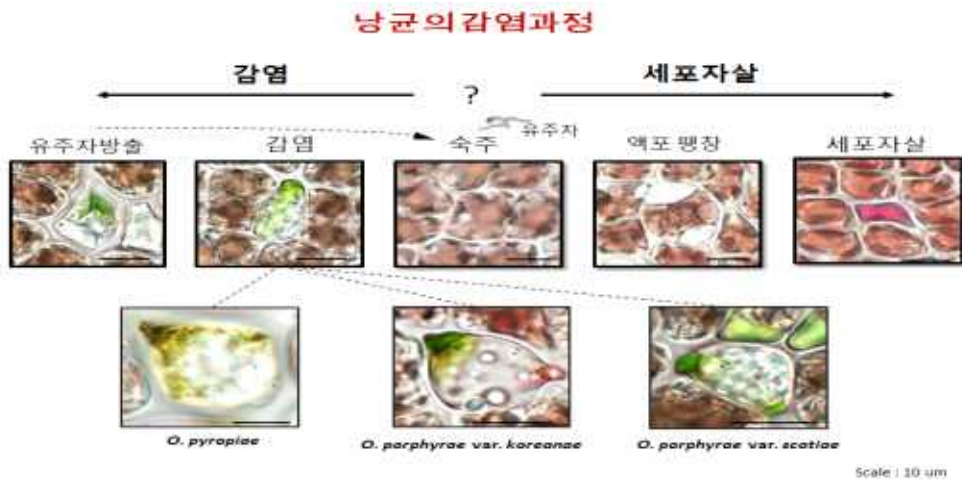 낭균의감염과정
감염
세포자살
?
유주자
유주자방출
감염
숙주
액포 팽창
세포자살
O. pyropiae
O. porphyrae var. koreanae
O. porphyrae var. scotiae
Scale : 10 um